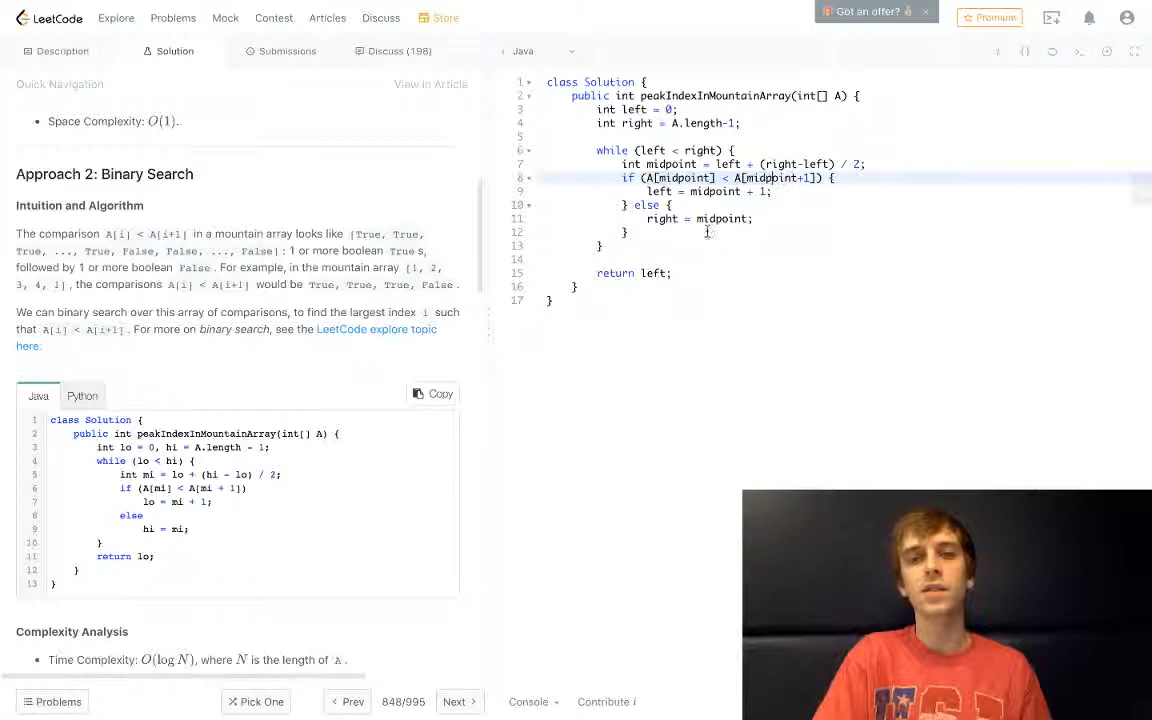 LeetCode Explore Problems Mock Contest Articles Discuss Store Got an offer? × Premium
Description Solution Submissions Discuss (198) Java
Quick Navigation View in Article
• Space Complexity: O(1).
Approach 2: Binary Search
Intuition and Algorithm
The comparison A[i] < A[i+1] in a mountain array looks like [True, True,
True, ..., True, False, False, ..., False] : 1 or more boolean True s,
followed by 1 or more boolean False . For example, in the mountain array [1, 2,
3, 4, 1] , the comparisons A[i] < A[i+1] would be True, True, True, False .
We can binary search over this array of comparisons, to find the largest index i such
that A[i] < A[i+1] . For more on binary search, see the LeetCode explore topic
here:
Java Python Copy
1 class Solution {
2 public int peakIndexInMountainArray(int[] A) {
3 int lo = 0, hi = A.length - 1;
4 while (lo < hi) {
5 int mi = lo + (hi - lo) / 2;
6 if (A[mi] < A[mi + 1])
7 lo = mi + 1;
8 else
9 hi = mi;
10 }
11 return lo;
12 }
13 }
Complexity Analysis
• Time Complexity: O(log N), where N is the length of A .
Problems Pick One < Prev 848/995 Next > Console Contribute i
1 class Solution {
2 public int peakIndexInMountainArray(int[] A) {
3 int left = 0;
4 int right = A.length-1;
5
6 while (left < right) {
7 int midpoint = left + (right-left) / 2;
8 if (A[midpoint] < A[midpoint+1]) {
9 left = midpoint + 1;
10 } else {
11 right = midpoint;
12 }
13 }
14
15 return left;
16 }
17 }